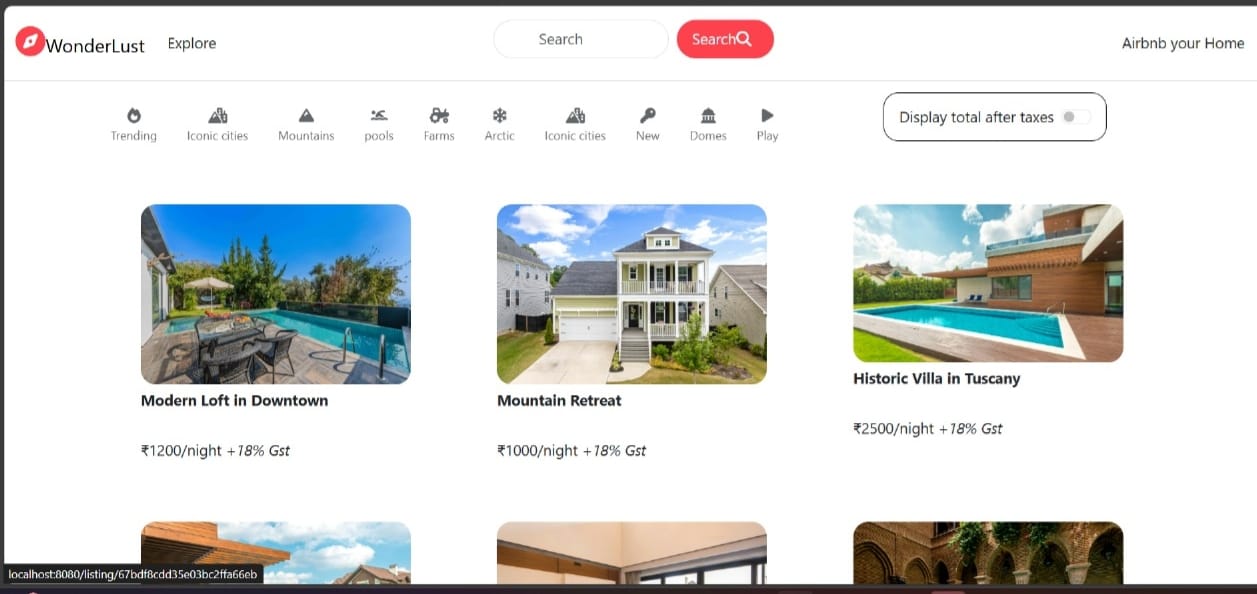 WonderLust Explore Search Search Airbnb your Home
Trending Iconic cities Mountains pools Farms Arctic Iconic cities New Domes Play Display total after taxes
Modern Loft in Downtown
₹1200/night +18% Gst
Mountain Retreat
₹1000/night +18% Gst
Historic Villa in Tuscany
₹2500/night +18% Gst
localhost:8080/listing/67bdf8cdd35e03bc2ffa66eb